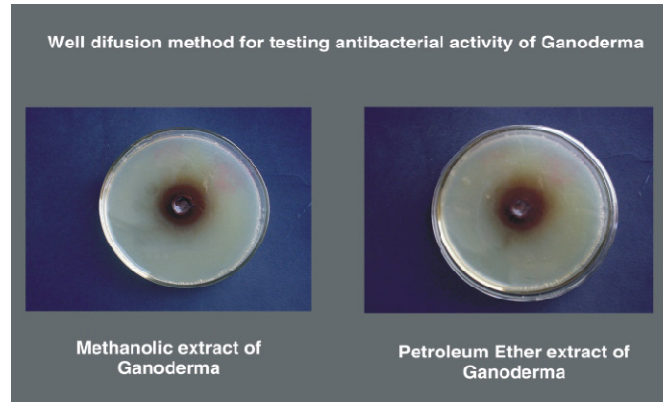 Well difusion method for testing antibacterial activity of Ganoderma
Methanolic extract of
Ganoderma
Petroleum Ether extract of
Ganoderma